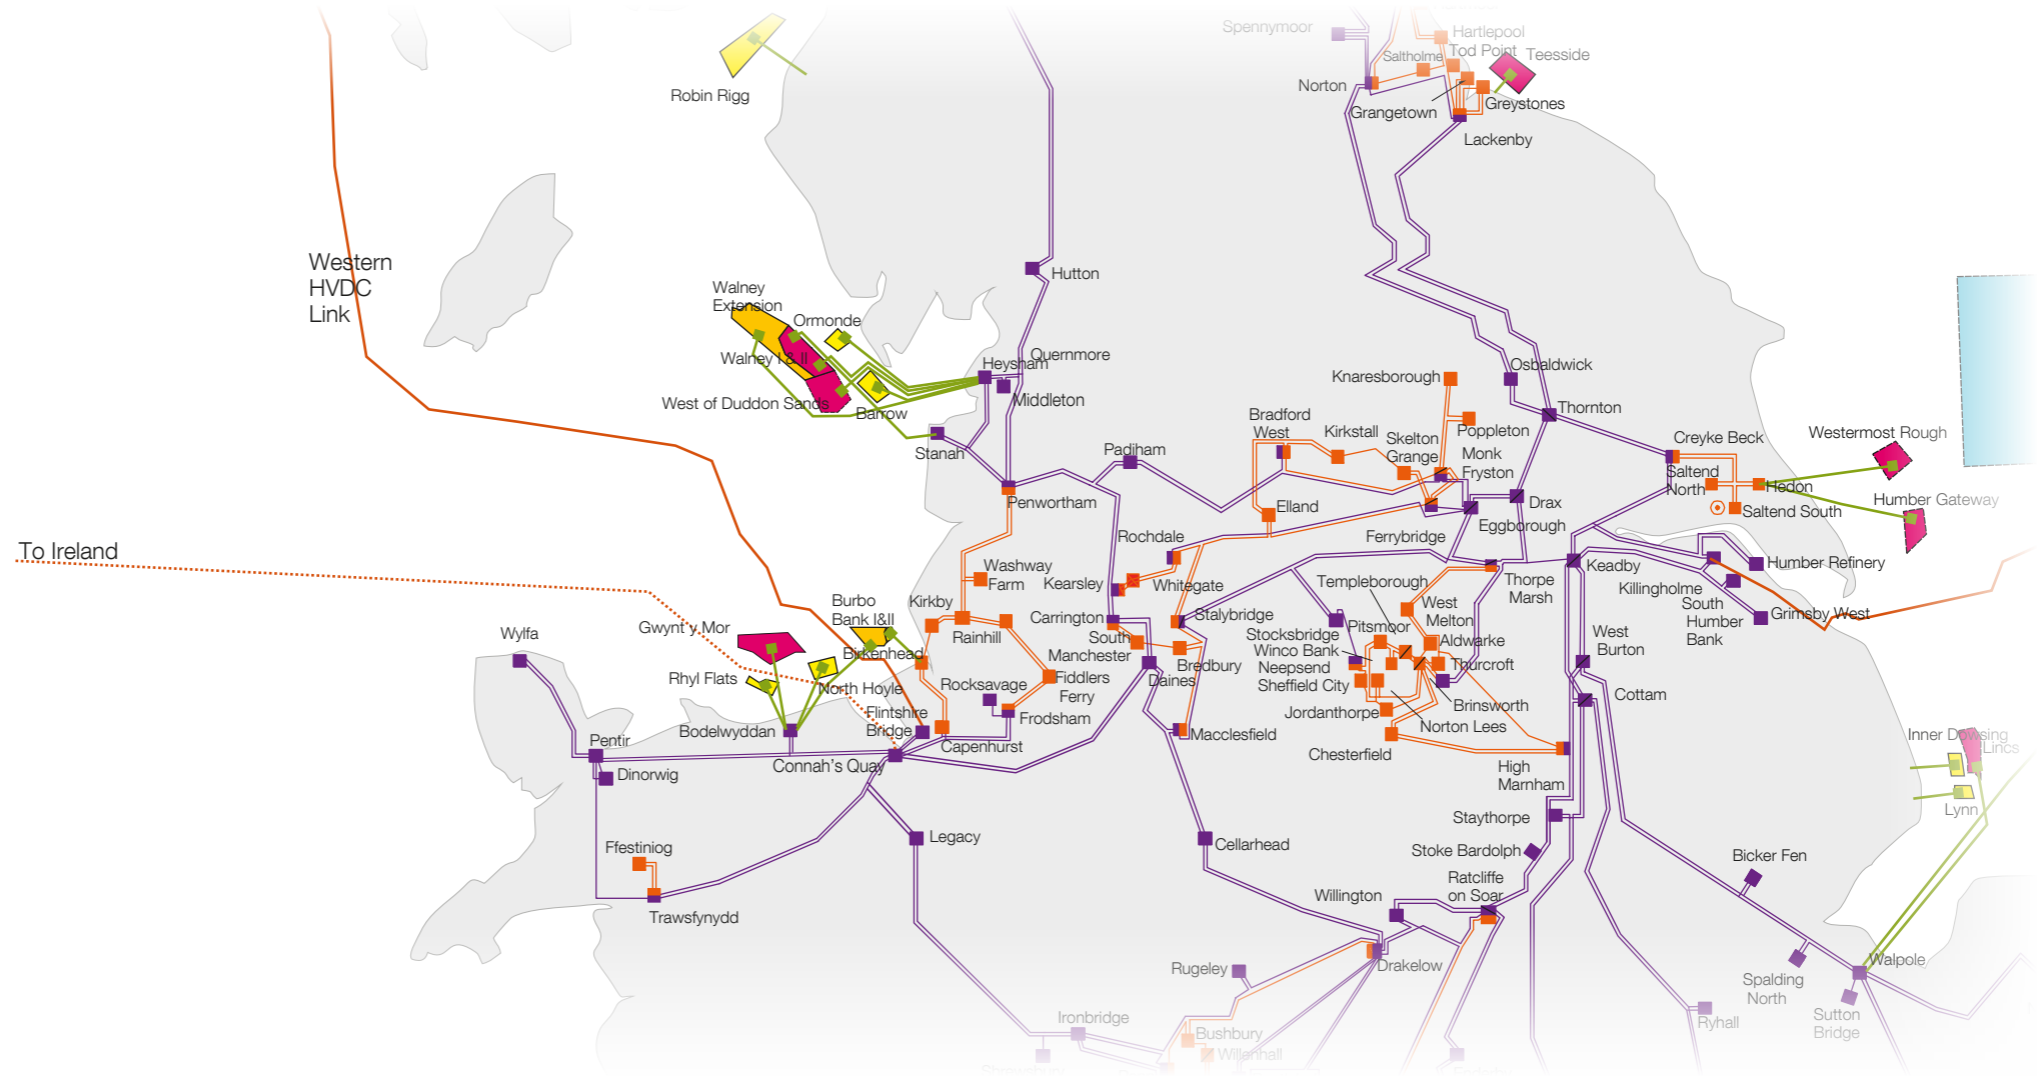 Spennymoor
Hartlepool
Tod Point
Saltholme
Teesside
Norton
Grangetown
Greystones
Lackenby
Robin Rigg
Western
HVDC
Link
Hutton
Walney
Extension
Ormonde
Walney I & II
West of Duddon Sands
Barrow
Quernmore
Heysham
Middleton
Stanah
Penwortham
Padiham
Osbaldwick
Knaresborough
Thornton
Poppleton
Bradford
West
Kirkstall
Skelton
Grange
Monk
Fryston
Creyke Beck
Westermost Rough
Saltend
North
Hedon
Humber Gateway
Saltend South
Elland
Drax
Eggborough
Ferrybridge
Rochdale
To Ireland
Washway
Farm
Kearsley
Whitegate
Templeborough
Thorpe
Marsh
Keadby
Humber Refinery
Killingholme
South
Humber
Bank
Grimsby West
Kirkby
Rainhill
Carrington
South
Manchester
Stalybridge
Bredbury
Daines
West
Melton
Pitsmoor
Aldwarke
Stocksbridge
Winco Bank
Neepsend
Sheffield City
Thurcroft
Jordanthorpe
Brinsworth
Norton Lees
Chesterfield
West
Burton
Cottam
High
Marnham
Wylfa
Gwynt y Mor
Burbo
Bank I&II
Birkenhead
Rhyl Flats
North Hoyle
Flintshire
Bridge
Rocksavage
Fiddlers
Ferry
Frodsham
Capenhurst
Bodelwyddan
Connah's Quay
Pentir
Dinorwig
Macclesfield
Inner Dowsing
Lincs
Lynn
Staythorpe
Stoke Bardolph
Legacy
Cellarhead
Ffestiniog
Trawsfynydd
Willington
Ratcliffe
on Soar
Bicker Fen
Drakelow
Rugeley
Spalding
North
Walpole
Sutton
Bridge
Ryhall
Ironbridge
Bushbury
Willenhall